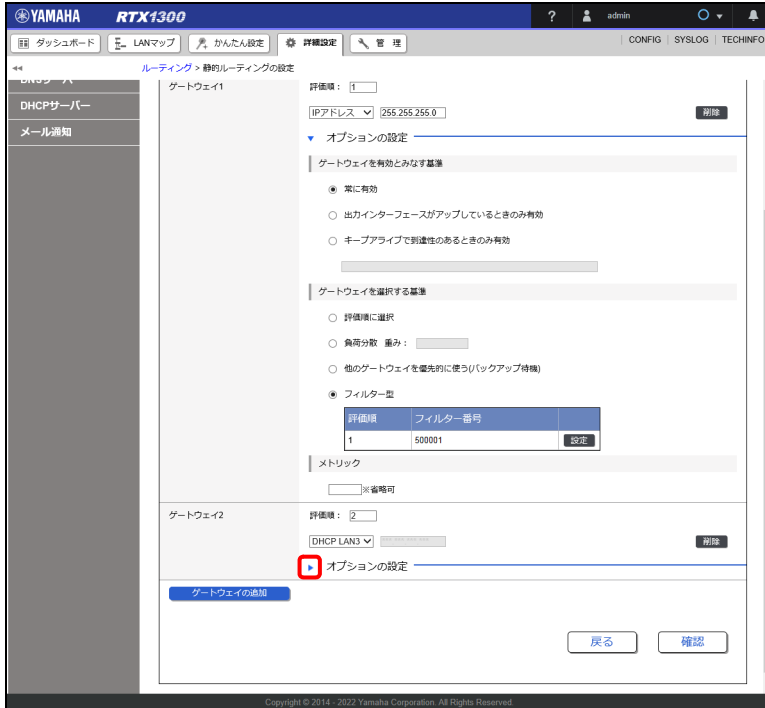 YAMAHA RTX1300 ? admin
ダッシュボード LANマップ かんたん設定 詳細設定 管 理 CONFIG SYSLOG TECHINFO
ルーティング > 静的ルーティングの設定
DNSサーバー
DHCPサーバー
メール通知
ゲートウェイ1 評価順： 1
IPアドレス 255.255.255.0 削除
オプションの設定
ゲートウェイを有効とみなす基準
常に有効
出力インターフェースがアップしているときのみ有効
キープアライブで到達性のあるときのみ有効
ゲートウェイを選択する基準
評価順に選択
負荷分散 重み：
他のゲートウェイを優先的に使う(バックアップ待機)
フィルター型
評価順 フィルター番号
1 500001 設定
メトリック
※省略可
ゲートウェイ2 評価順： 2
DHCP LAN3 ***.***.***.*** 削除
オプションの設定
ゲートウェイの追加
戻る 確認
Copyright © 2014 - 2022 Yamaha Corporation. All Rights Reserved.